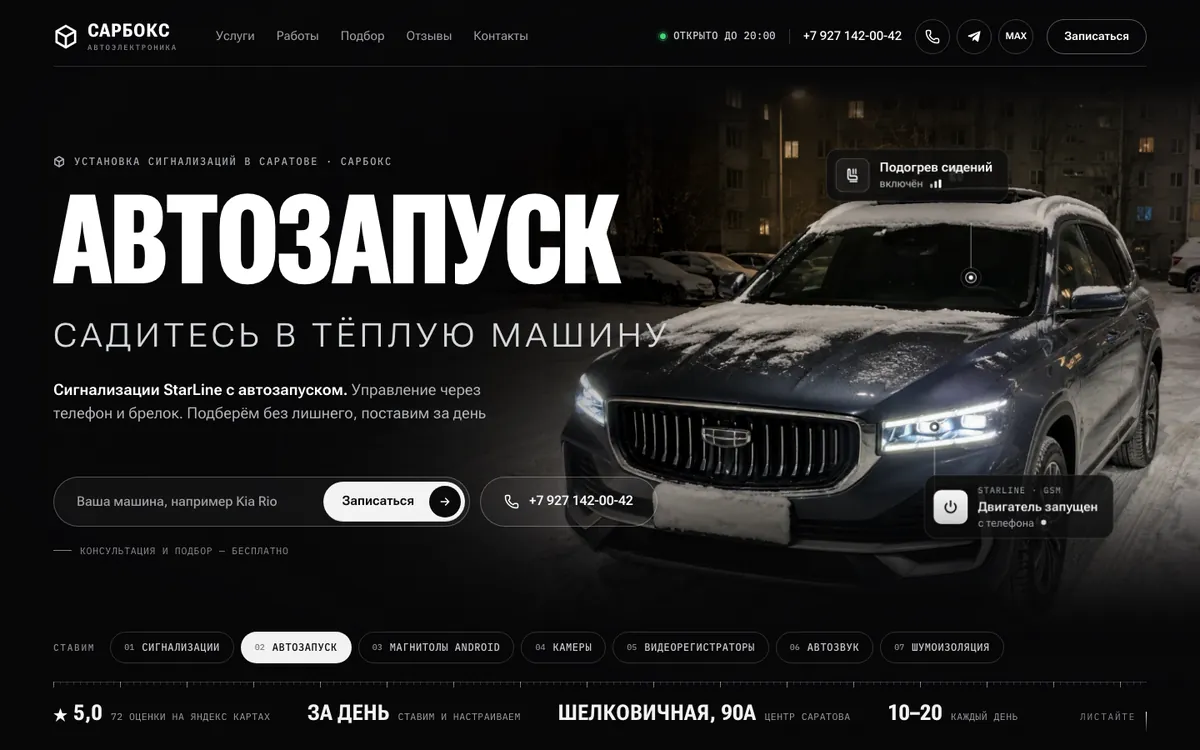 САРБОКС
АВТОЭЛЕКТРОНИКА
Услуги Работы Подбор Отзывы Контакты
ОТКРЫТО ДО 20:00
+7 927 142-00-42
MAX
Записаться
УСТАНОВКА СИГНАЛИЗАЦИЙ В САРАТОВЕ · САРБОКС
АВТОЗАПУСК
САДИТЕСЬ В ТЁПЛУЮ МАШИНУ
Сигнализации StarLine с автозапуском. Управление через
телефон и брелок. Подберём без лишнего, поставим за день
Ваша машина, например Kia Rio
Записаться
+7 927 142-00-42
КОНСУЛЬТАЦИЯ И ПОДБОР — БЕСПЛАТНО
Подогрев сидений
включён
STARLINE · GSM
Двигатель запущен
с телефона
СТАВИМ
01 СИГНАЛИЗАЦИИ
02 АВТОЗАПУСК
03 МАГНИТОЛЫ ANDROID
04 КАМЕРЫ
05 ВИДЕОРЕГИСТРАТОРЫ
06 АВТОЗВУК
07 ШУМОИЗОЛЯЦИЯ
★ 5,0 72 ОЦЕНКИ НА ЯНДЕКС КАРТАХ
ЗА ДЕНЬ СТАВИМ И НАСТРАИВАЕМ
ШЕЛКОВИЧНАЯ, 90А ЦЕНТР САРАТОВА
10–20 КАЖДЫЙ ДЕНЬ
ЛИСТАЙТЕ